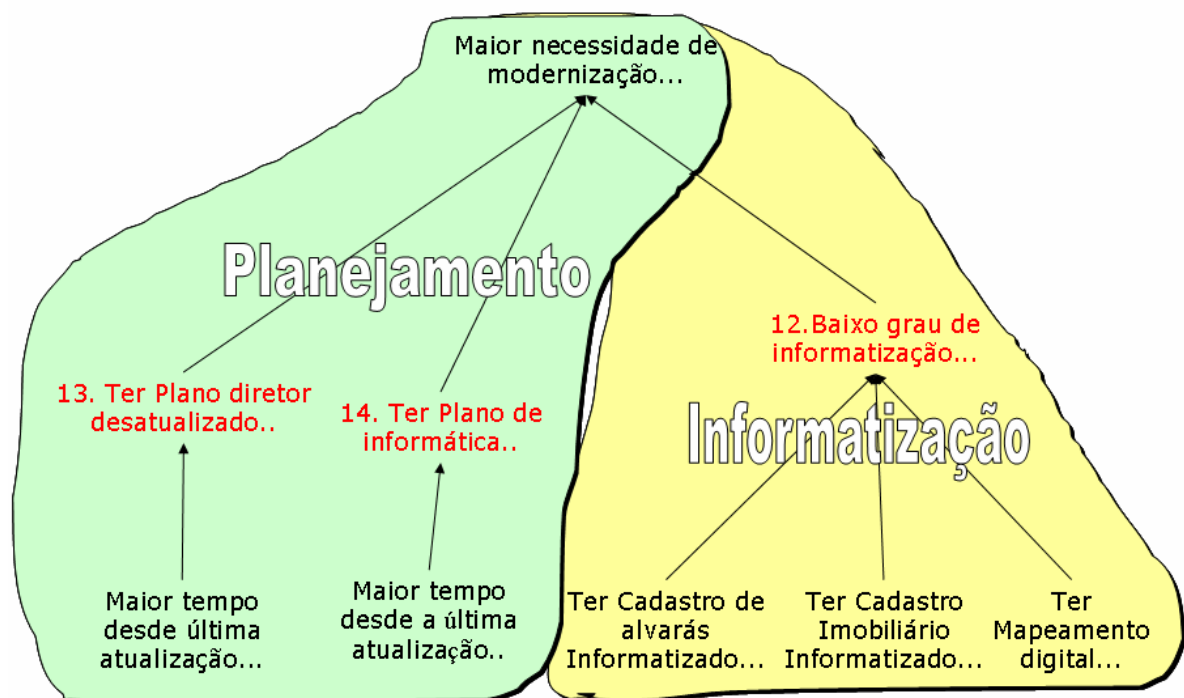 Maior necessidade de
modernização...
Planejamento
12.Baixo grau de
informatização...
13. Ter Plano diretor
desatualizado..
14. Ter Plano de
informática..
Informatização
Maior tempo
desde última
atualização...
Maior tempo
desde a última
atualização..
Ter Cadastro de
alvarás
Informatizado...
Ter Cadastro
Imobiliário
Informatizado...
Ter
Mapeamento
digital...